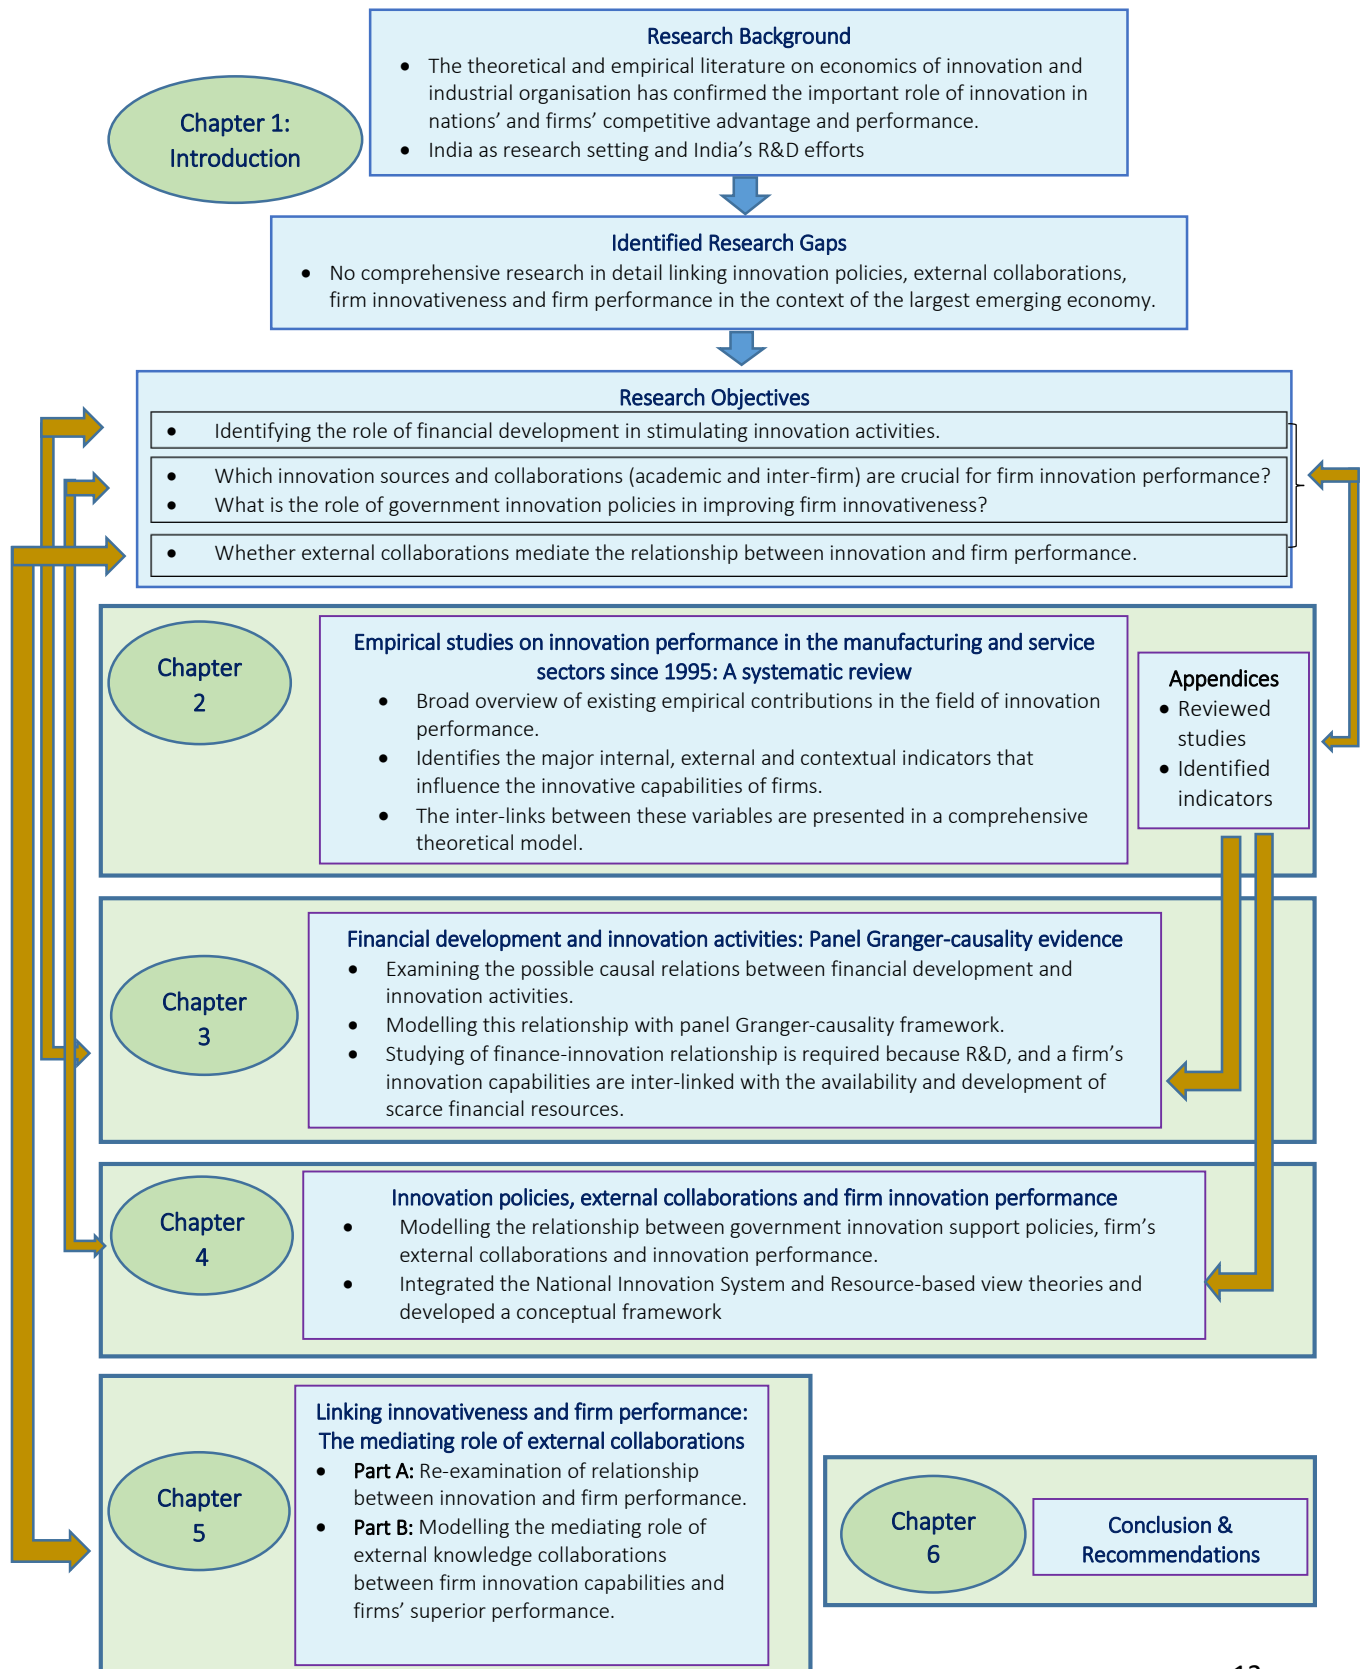 Chapter 1:
Introduction
Research Background
• The theoretical and empirical literature on economics of innovation and
industrial organisation has confirmed the important role of innovation in
nations’ and firms’ competitive advantage and performance.
• India as research setting and India’s R&D efforts
Identified Research Gaps
• No comprehensive research in detail linking innovation policies, external collaborations,
firm innovativeness and firm performance in the context of the largest emerging economy.
Research Objectives
• Identifying the role of financial development in stimulating innovation activities.
• Which innovation sources and collaborations (academic and inter-firm) are crucial for firm innovation performance?
• What is the role of government innovation policies in improving firm innovativeness?
• Whether external collaborations mediate the relationship between innovation and firm performance.
Chapter
2
Empirical studies on innovation performance in the manufacturing and service
sectors since 1995: A systematic review
• Broad overview of existing empirical contributions in the field of innovation
performance.
• Identifies the major internal, external and contextual indicators that
influence the innovative capabilities of firms.
• The inter-links between these variables are presented in a comprehensive
theoretical model.
Appendices
• Reviewed
studies
• Identified
indicators
Chapter
3
Financial development and innovation activities: Panel Granger-causality evidence
• Examining the possible causal relations between financial development and
innovation activities.
• Modelling this relationship with panel Granger-causality framework.
• Studying of finance-innovation relationship is required because R&D, and a firm’s
innovation capabilities are inter-linked with the availability and development of
scarce financial resources.
Chapter
4
Innovation policies, external collaborations and firm innovation performance
• Modelling the relationship between government innovation support policies, firm’s
external collaborations and innovation performance.
• Integrated the National Innovation System and Resource-based view theories and
developed a conceptual framework
Chapter
5
Linking innovativeness and firm performance:
The mediating role of external collaborations
• Part A: Re-examination of relationship
between innovation and firm performance.
• Part B: Modelling the mediating role of
external knowledge collaborations
between firm innovation capabilities and
firms’ superior performance.
Chapter
6
Conclusion &
Recommendations